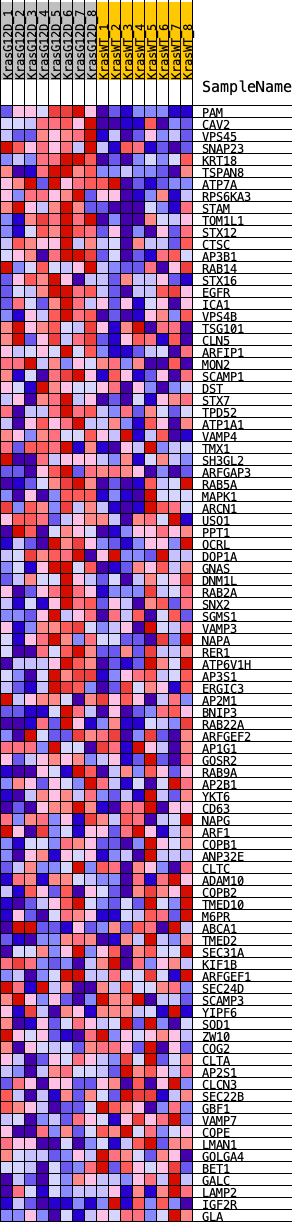 KrasG12D_1
KrasG12D_2
KrasG12D_3
KrasG12D_4
KrasG12D_5
KrasG12D_6
KrasG12D_7
KrasG12D_8
KrasWT_1
KrasWT_2
KrasWT_3
KrasWT_4
KrasWT_5
KrasWT_6
KrasWT_7
KrasWT_8
SampleName
PAM
CAV2
VPS45
SNAP23
KRT18
TSPAN8
ATP7A
RPS6KA3
STAM
TOM1L1
STX12
CTSC
AP3B1
RAB14
STX16
EGFR
ICA1
VPS4B
TSG101
CLN5
ARFIP1
MON2
SCAMP1
DST
STX7
TPD52
ATP1A1
VAMP4
TMX1
SH3GL2
ARFGAP3
RAB5A
MAPK1
ARCN1
USO1
PPT1
OCRL
DOP1A
GNAS
DNM1L
RAB2A
SNX2
SGMS1
VAMP3
NAPA
RER1
ATP6V1H
AP3S1
ERGIC3
AP2M1
BNIP3
RAB22A
ARFGEF2
AP1G1
GOSR2
RAB9A
AP2B1
YKT6
CD63
NAPG
ARF1
COPB1
ANP32E
CLTC
ADAM10
COPB2
TMED10
M6PR
ABCA1
TMED2
SEC31A
KIF1B
ARFGEF1
SEC24D
SCAMP3
YIPF6
SOD1
ZW10
COG2
CLTA
AP2S1
CLCN3
SEC22B
GBF1
VAMP7
COPE
LMAN1
GOLGA4
BET1
GALC
LAMP2
IGF2R
GLA